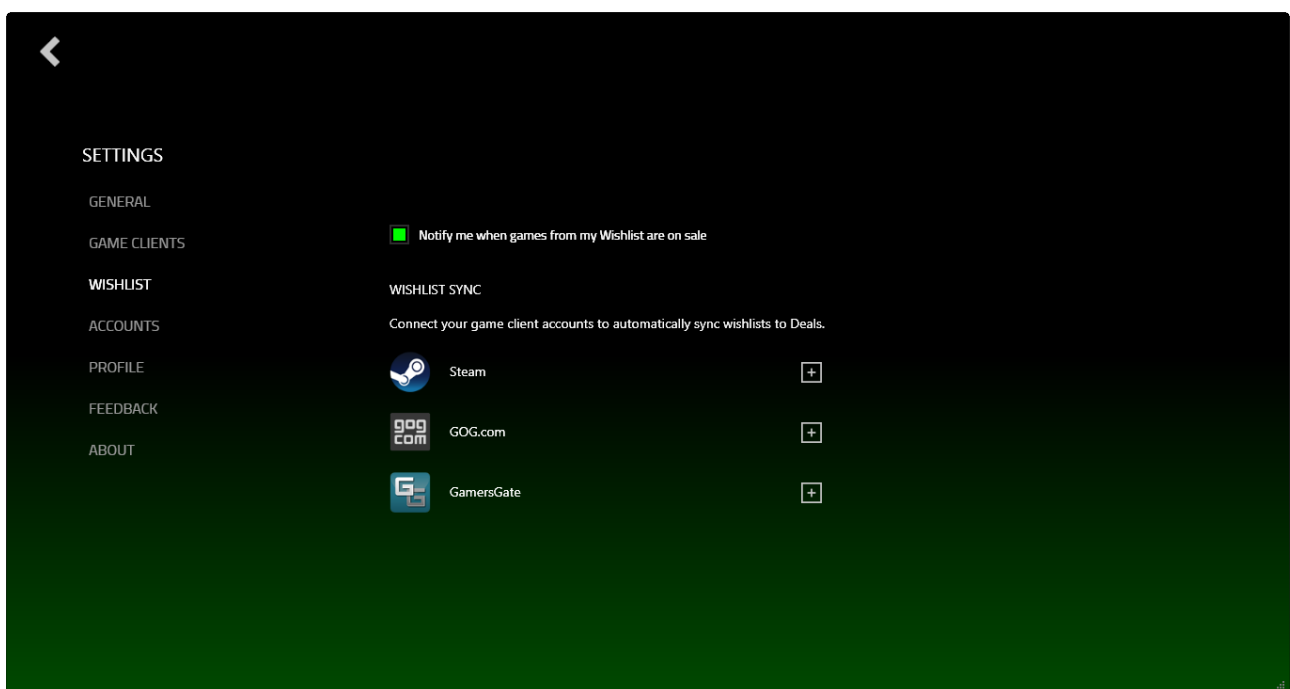 SETTINGS
GENERAL
GAME CLIENTS
WISHLIST
ACCOUNTS
PROFILE
FEEDBACK
ABOUT
Notify me when games from my Wishlist are on sale
WISHLIST SYNC
Connect your game client accounts to automatically sync wishlists to Deals.
Steam
gog
com
GOG.com
GG
GamersGate